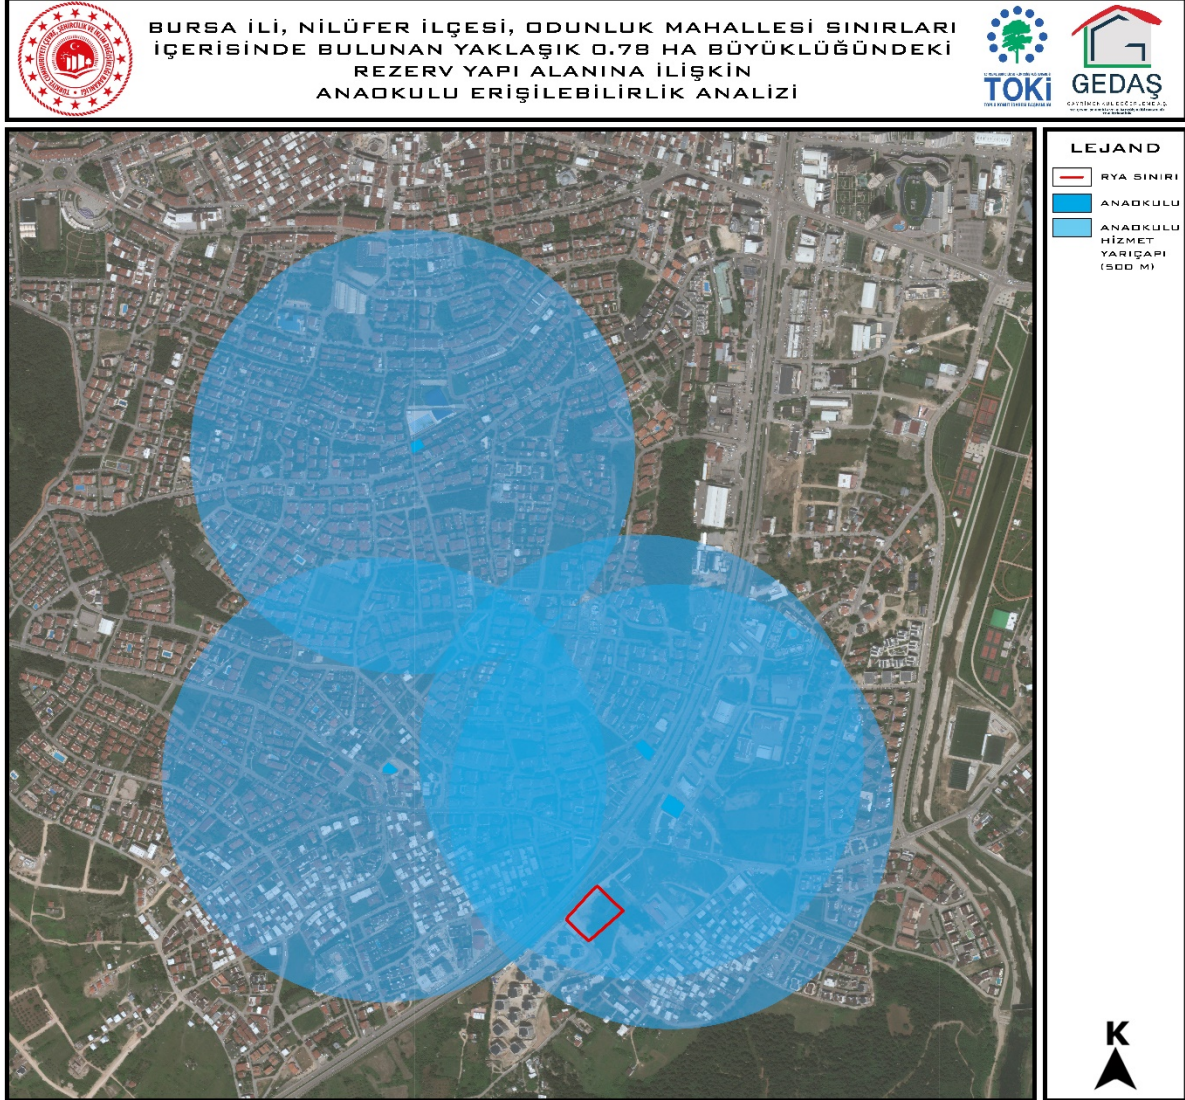 BURSA İLİ, NİLÜFER İLÇESİ, ODUNLUK MAHALLESİ SINIRLARI
İÇERİSİNDE BULUNAN YAKLAŞIK 0.78 HA BÜYÜKLÜĞÜNDEKİ
REZERV YAPI ALANINA İLİŞKİN
ANAOKULU ERİŞİLEBİLİRLİK ANALİZİ
TOKİ
GEDAŞ
LEJAND
RYA SINIRI
ANAOKULU
ANAOKULU
HİZMET
YARIÇAPI
(500 M)
K